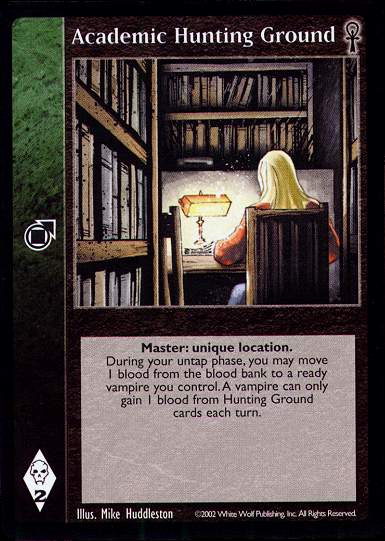 Academic Hunting Ground
Master: unique location.
During your untap phase, you may move
1 blood from the blood bank to a ready
vampire you control. A vampire can only
gain 1 blood from Hunting Ground
cards each turn.
2
Illus. Mike Huddleston
©2002 White Wolf Publishing, Inc. All Rights Reserved.